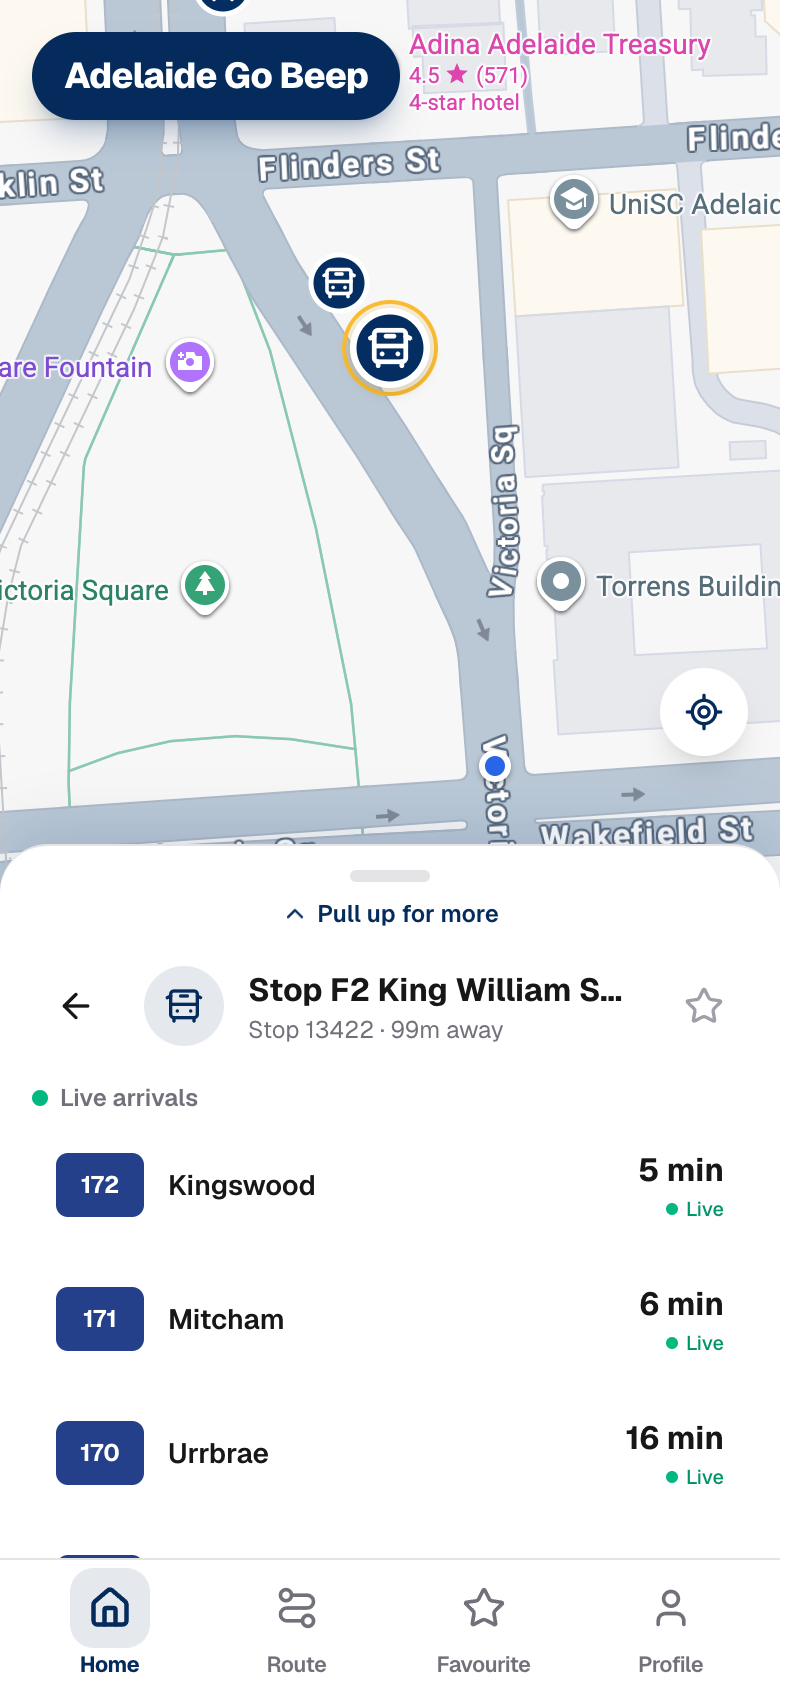 Adelaide Go Beep
Adina Adelaide Treasury
4.5 ★ (571)
4-star hotel
klin St
Flinders St
Flinde
UniSC Adelaid
are Fountain
Victoria Sq
ictoria Square
Torrens Buildin
Wakefield St
Pull up for more
Stop F2 King William S...
Stop 13422 · 99m away
Live arrivals
172 Kingswood 5 min
Live
171 Mitcham 6 min
Live
170 Urrbrae 16 min
Live
Home Route Favourite Profile